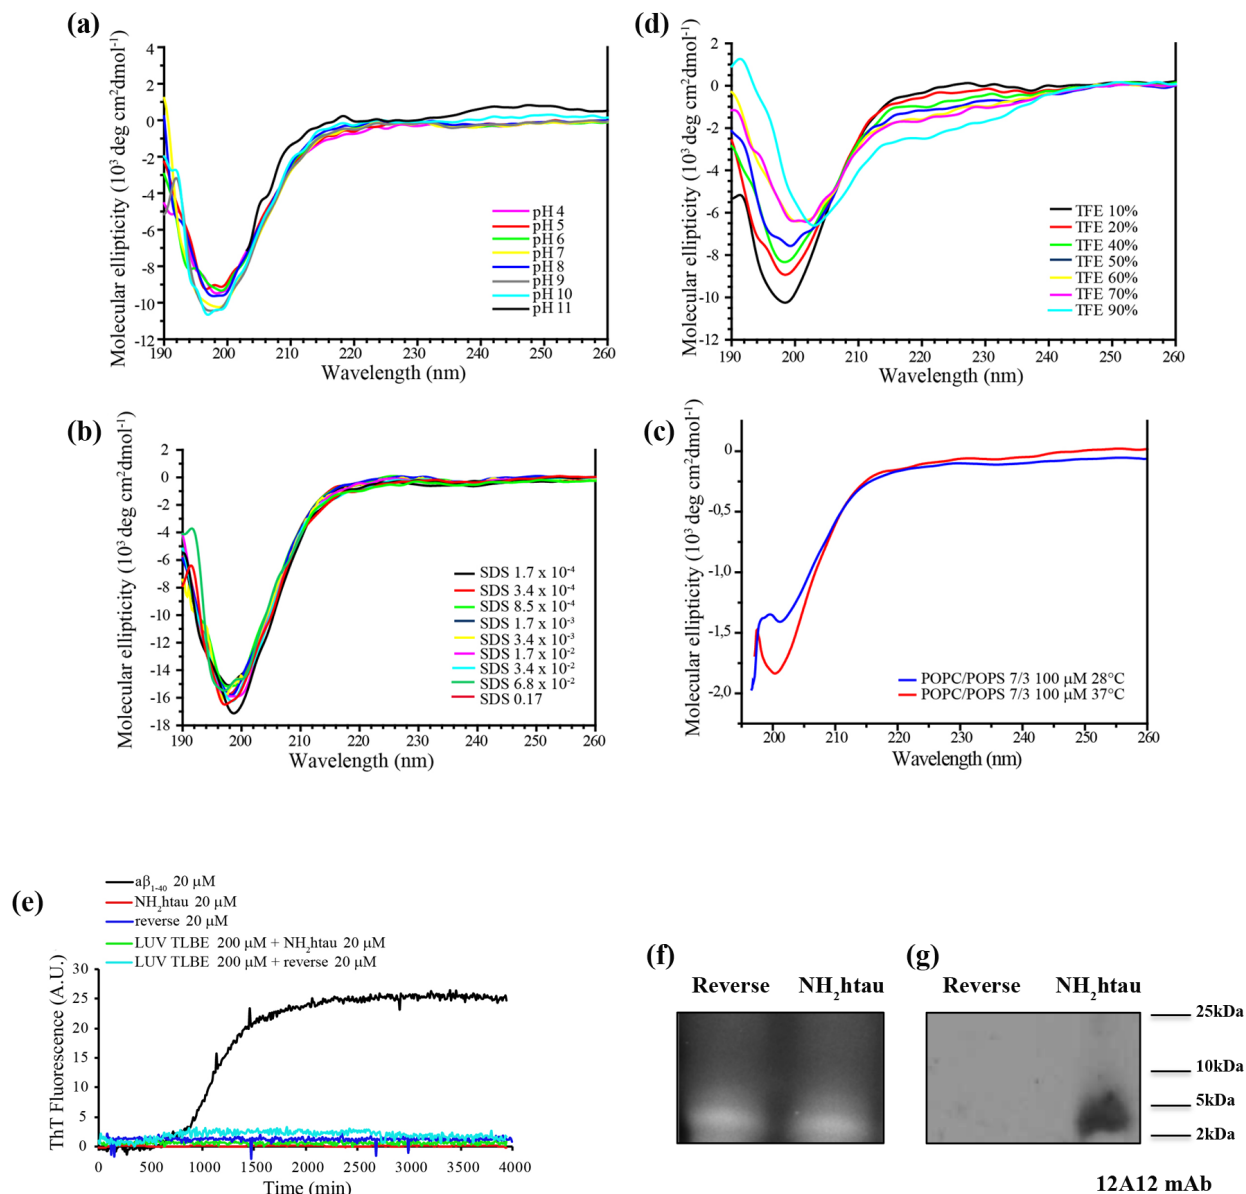 (a)
Molecular ellipticity (10³ deg cm²dmol⁻¹)
4
2
0
-2
-4
-6
-8
-10
-12
190 200 210 220 230 240 250 260
Wavelength (nm)
pH 4
pH 5
pH 6
pH 7
pH 8
pH 9
pH 10
pH 11
(d)
Molecular ellipticity (10³ deg cm²dmol⁻¹)
2
0
-2
-4
-6
-8
-10
-12
190 200 210 220 230 240 250 260
Wavelength (nm)
TFE 10%
TFE 20%
TFE 40%
TFE 50%
TFE 60%
TFE 70%
TFE 90%
(b)
Molecular ellipticity (10³ deg cm²dmol⁻¹)
2
0
-2
-4
-6
-8
-10
-12
-14
-16
-18
190 200 210 220 230 240 250 260
Wavelength (nm)
SDS 1.7 x 10⁻⁴
SDS 3.4 x 10⁻⁴
SDS 8.5 x 10⁻⁴
SDS 1.7 x 10⁻³
SDS 3.4 x 10⁻³
SDS 1.7 x 10⁻²
SDS 3.4 x 10⁻²
SDS 6.8 x 10⁻²
SDS 0.17
(c)
Molecular ellipticity (10³ deg cm²dmol⁻¹)
0
-0,5
-1,0
-1,5
-2,0
200 210 220 230 240 250 260
Wavelength (nm)
POPC/POPS 7/3 100 µM 28°C
POPC/POPS 7/3 100 µM 37°C
(e)
aβ₁₋₄₀ 20 µM
NH₂htau 20 µM
reverse 20 µM
LUV TLBE 200 µM + NH₂htau 20 µM
LUV TLBE 200 µM + reverse 20 µM
ThT Fluorescence (A.U.)
30
25
20
15
10
5
0
0 500 1000 1500 2000 2500 3000 3500 4000
Time (min)
(f)
Reverse NH₂htau
(g)
Reverse NH₂htau
25kDa
10kDa
5kDa
2kDa
12A12 mAb